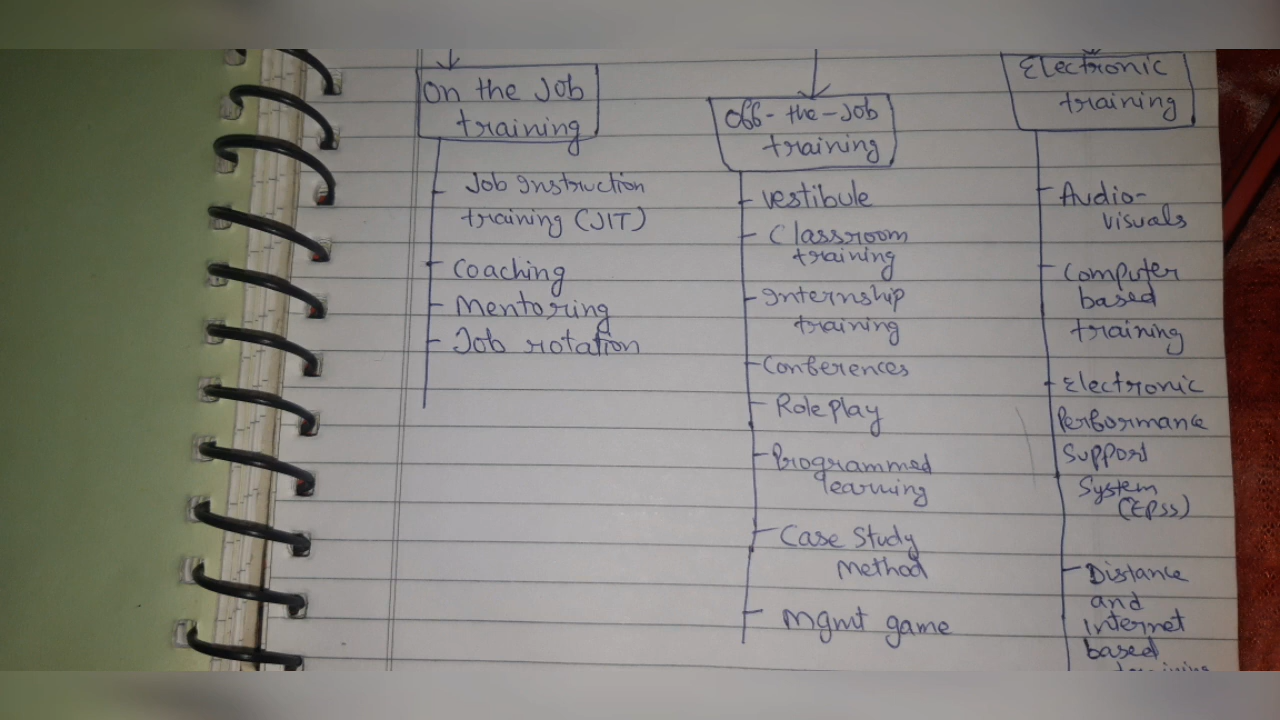 On the Job
training
Job Instruction
training (JIT)
Coaching
Mentoring
Job rotation
Off-the-Job
training
Vestibule
Classroom
training
Internship
training
Conferences
Role play
Programmed
learning
Case Study
Method
Mgmt game
Electronic
training
Audio-
visuals
Computer
based
training
Electronic
Performance
Support
System
(EPSS)
Distance
and
internet
based
training